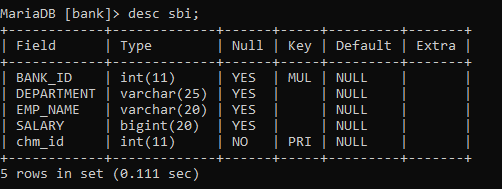 MariaDB [bank]> desc sbi;
+------------+-------------+------+-----+---------+-------+
| Field      | Type        | Null | Key | Default | Extra |
+------------+-------------+------+-----+---------+-------+
| BANK_ID    | int(11)     | YES  | MUL | NULL    |       |
| DEPARTMENT | varchar(25) | YES  |     | NULL    |       |
| EMP_NAME   | varchar(20) | YES  |     | NULL    |       |
| SALARY     | bigint(20)  | YES  |     | NULL    |       |
| chm_id     | int(11)     | NO   | PRI | NULL    |       |
+------------+-------------+------+-----+---------+-------+
5 rows in set (0.111 sec)